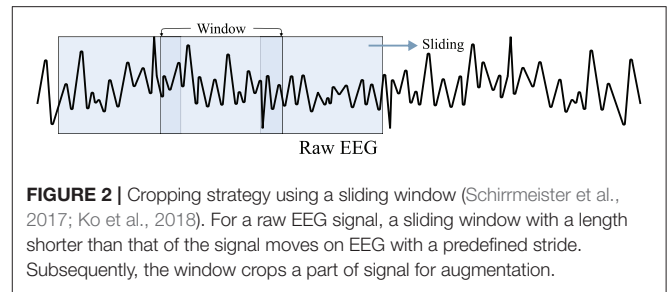 Window
Sliding
Raw EEG
FIGURE 2 | Cropping strategy using a sliding window (Schirrmeister et al.,
2017; Ko et al., 2018). For a raw EEG signal, a sliding window with a length
shorter than that of the signal moves on EEG with a predefined stride.
Subsequently, the window crops a part of signal for augmentation.